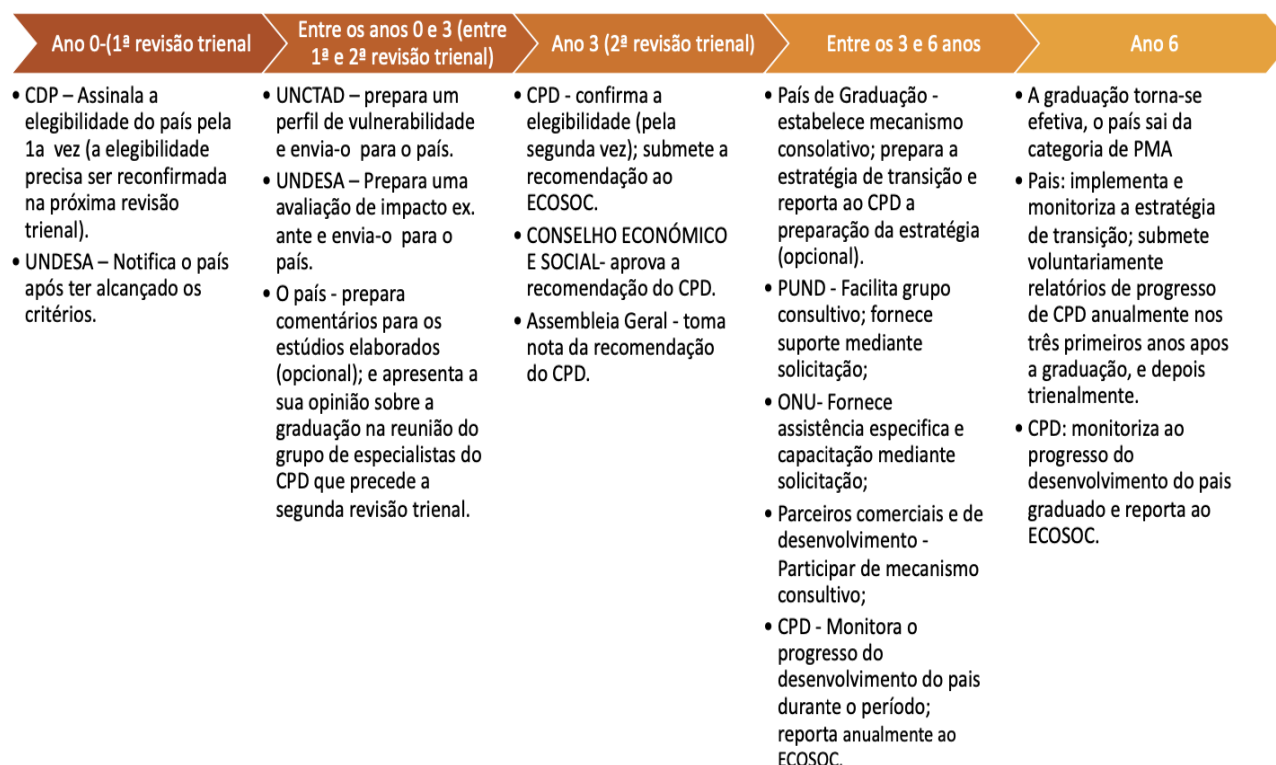 Ano 0-(1ª revisão trienal
Entre os anos 0 e 3 (entre
1ª e 2ª revisão trienal)
Ano 3 (2ª revisão trienal)
Entre os 3 e 6 anos
Ano 6
• CDP – Assinala a
elegibilidade do país pela
1a vez (a elegibilidade
precisa ser reconfirmada
na próxima revisão
trienal).
• UNDESA – Notifica o país
após ter alcançado os
critérios.
• UNCTAD – prepara um
perfil de vulnerabilidade
e envia-o para o país.
• UNDESA – Prepara uma
avaliação de impacto ex.
ante e envia-o para o
país.
• O país - prepara
comentários para os
estúdios elaborados
(opcional); e apresenta a
sua opinião sobre a
graduação na reunião do
grupo de especialistas do
CPD que precede a
segunda revisão trienal.
• CPD - confirma a
elegibilidade (pela
segunda vez); submete a
recomendação ao
ECOSOC.
• CONSELHO ECONÓMICO
E SOCIAL- aprova a
recomendação do CPD.
• Assembleia Geral - toma
nota da recomendação
do CPD.
• País de Graduação -
estabelece mecanismo
consolativo; prepara a
estratégia de transição e
reporta ao CPD a
preparação da estratégia
(opcional).
• PUND - Facilita grupo
consultivo; fornece
suporte mediante
solicitação;
• ONU- Fornece
assistência especifica e
capacitação mediante
solicitação;
• Parceiros comerciais e de
desenvolvimento -
Participar de mecanismo
consultivo;
• CPD - Monitora o
progresso do
desenvolvimento do pais
durante o período;
reporta anualmente ao
ECOSOC.
• A graduação torna-se
efetiva, o país sai da
categoria de PMA
• Pais: implementa e
monitoriza a estratégia
de transição; submete
voluntariamente
relatórios de progresso
de CPD anualmente nos
três primeiros anos apos
a graduação, e depois
trienalmente.
• CPD: monitoriza ao
progresso do
desenvolvimento do pais
graduado e reporta ao
ECOSOC.